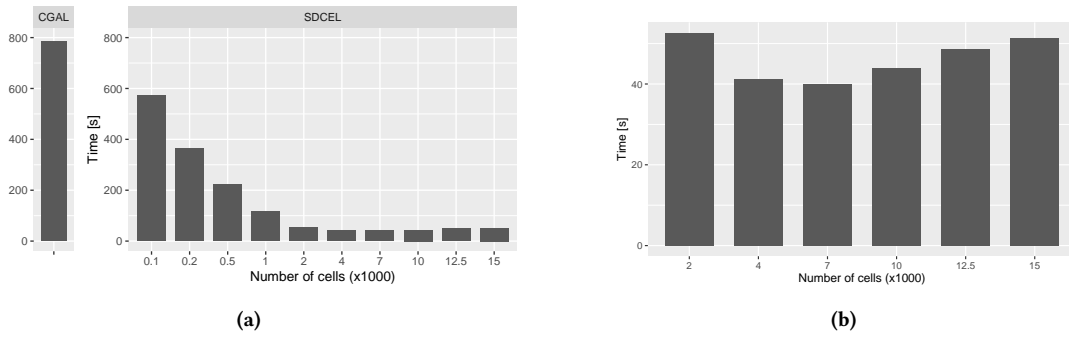 CGAL
SDCEL
800
600
400
200
0
Time [s]
800
600
400
200
0
0.1 0.2 0.5 1 2 4 7 10 12.5 15
Number of cells (x1000)
(a)
Time [s]
40
20
0
2 4 7 10 12.5 15
Number of cells (x1000)
(b)